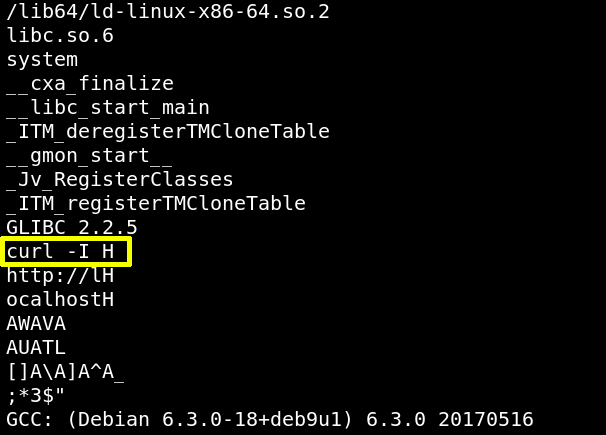 /lib64/ld-linux-x86-64.so.2
libc.so.6
system
__cxa_finalize
__libc_start_main
_ITM_deregisterTMCloneTable
__gmon_start__
_Jv_RegisterClasses
_ITM_registerTMCloneTable
GLIBC_2.2.5
curl -I H
http://lH
ocalhostH
AWAVA
AUATL
[]A\A]A^A_
;*3$"
GCC: (Debian 6.3.0-18+deb9u1) 6.3.0 20170516